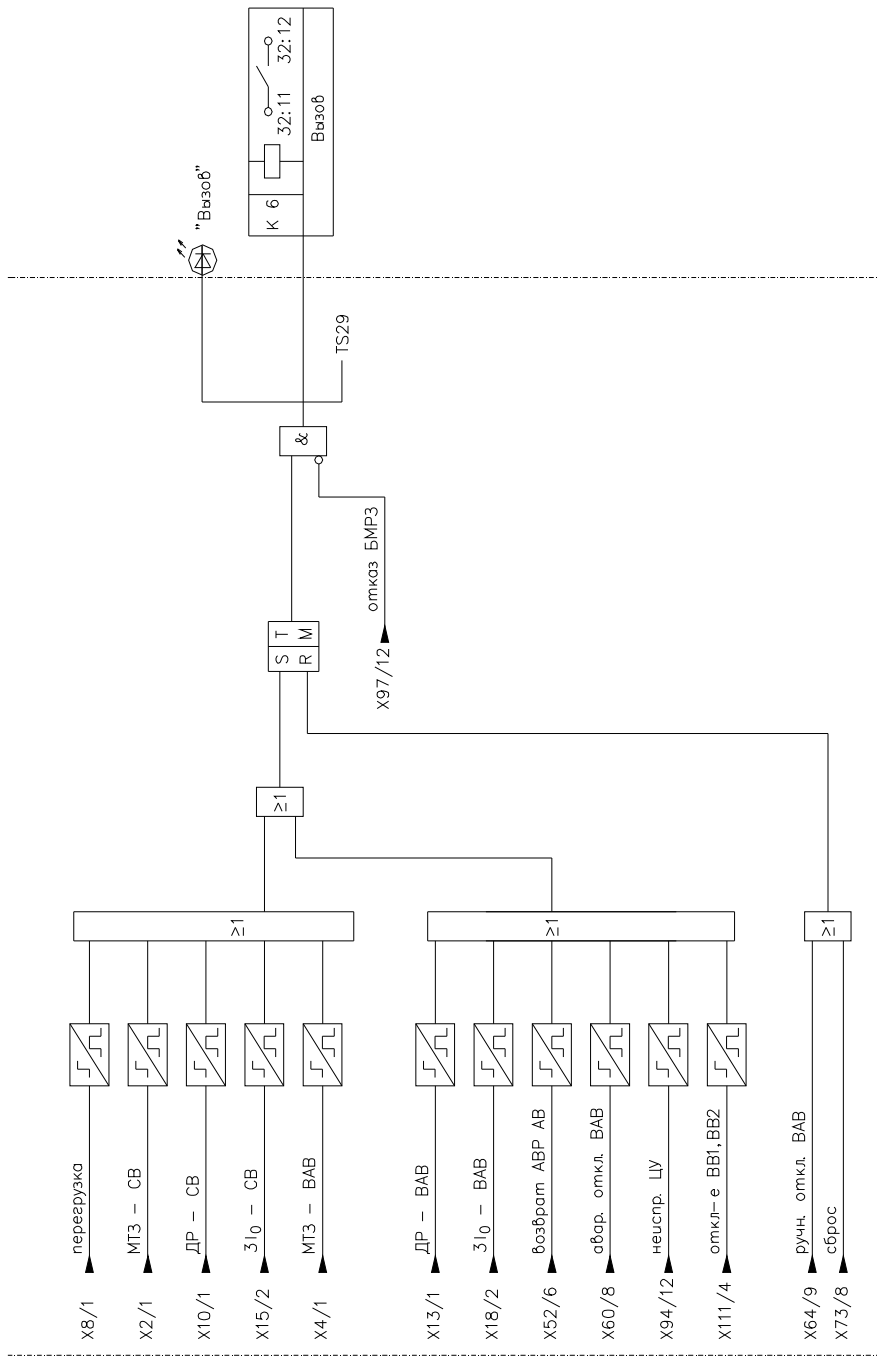 X8/1 перегрузка
X2/1 МТЗ – СВ
X10/1 ДР – СВ
X15/2 3I0 – СВ
X4/1 МТЗ – ВАВ
≥1
X13/1 ДР – ВАВ
X18/2 3I0 – ВАВ
X52/6 возврат АВР АВ
X60/8 авар. откл. ВАВ
X94/12 неиспр. ЦУ
X111/4 откл–е ВВ1,ВВ2
≥1
X64/9 ручн. откл. ВАВ
X73/8 сброс
≥1
≥1
S T
R M
X97/12 отказ БМРЗ
&
TS29
"Вызов"
К 6
32:11 32:12
Вызов